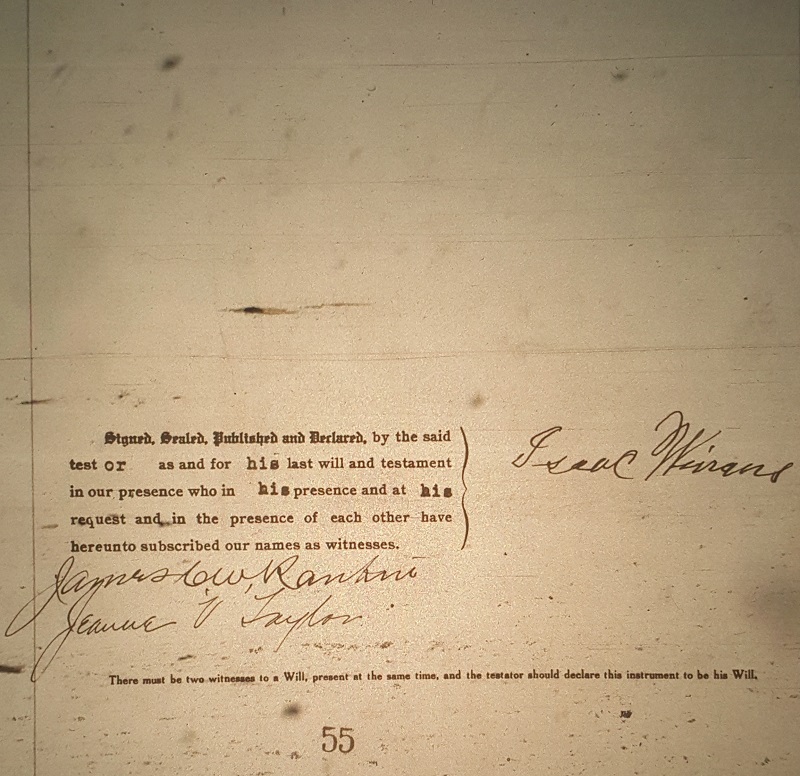 Signed, Sealed, Published and Declared, by the said
testor as and for his last will and testament
in our presence who in his presence and at his
request and in the presence of each other have
hereunto subscribed our names as witnesses.
Isaac Winans
James C. W. Rankin
Jeanne V Taylor
There must be two witnesses to a Will, present at the same time, and the testator should declare this instrument to be his Will.
55